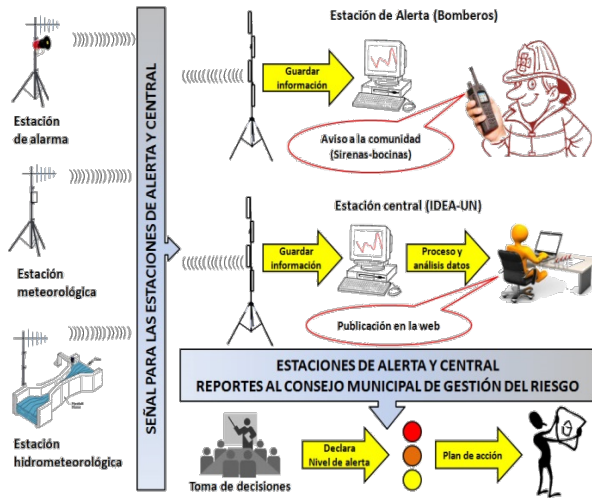 Estación
de alarma
Estación
meteorológica
Estación
hidrometeorológica
SEÑAL PARA LAS ESTACIONES DE ALERTA Y CENTRAL
Estación de Alerta (Bomberos)
Guardar
información
Aviso a la comunidad
(Sirenas-bocinas)
Estación central (IDEA-UN)
Guardar
información
Proceso y
análisis datos
Publicación en la web
ESTACIONES DE ALERTA Y CENTRAL
REPORTES AL CONSEJO MUNICIPAL DE GESTIÓN DEL RIESGO
Toma de decisiones
Declara
Nivel de alerta
Plan de acción